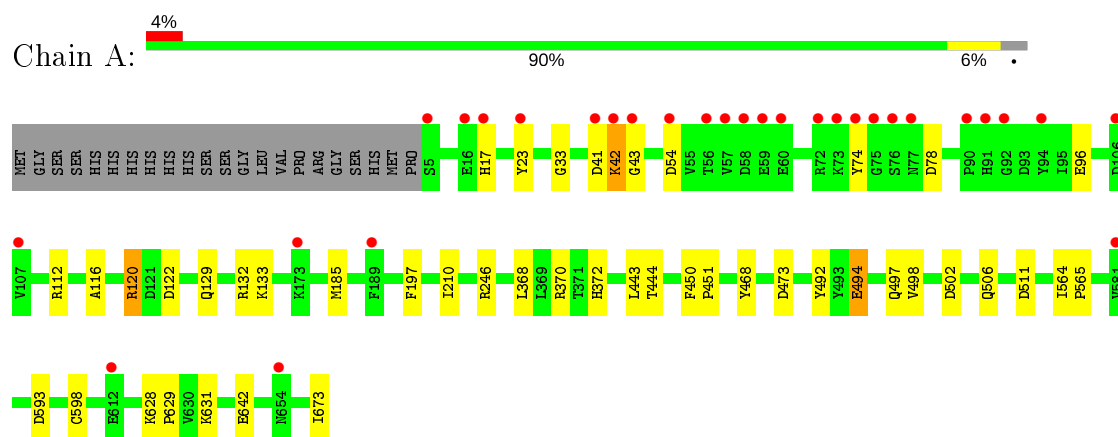 4%
Chain A:
90% 6% •
MET GLY SER SER HIS HIS HIS HIS HIS HIS SER SER GLY LEU VAL PRO ARG GLY SER HIS MET PRO S5 E16 H17 Y23 G33 D41 K42 G43 D54 V55 T56 V57 D58 E59 E60 R72 K73 Y74 G75 S76 N77 D78 P90 H91 G92 D93 Y94 I95 E96 D106
V107 R112 A116 R120 D121 D122 Q129 R132 K133 K173 M185 F189 F197 I210 R246 L368 L369 R370 T371 H372 L443 T444 F450 P451 Y468 D473 Y492 Y493 E494 Q497 V498 D502 Q506 D511 I564 P565 V581
D593 C598 E612 K628 P629 V630 K631 E642 N654 I673